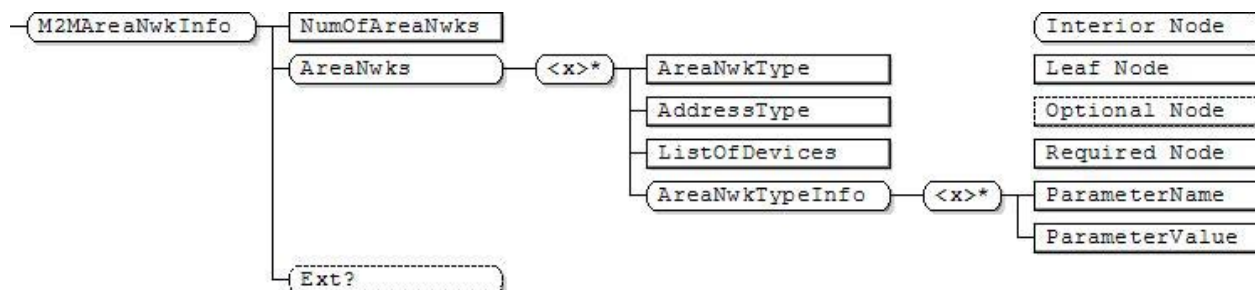 M2MAreaNwkInfo
NumOfAreaNwks
Interior Node
AreaNwks
<x>*
AreaNwkType
Leaf Node
AddressType
Optional Node
ListOfDevices
Required Node
AreaNwkTypeInfo
<x>*
ParameterName
ParameterValue
Ext?